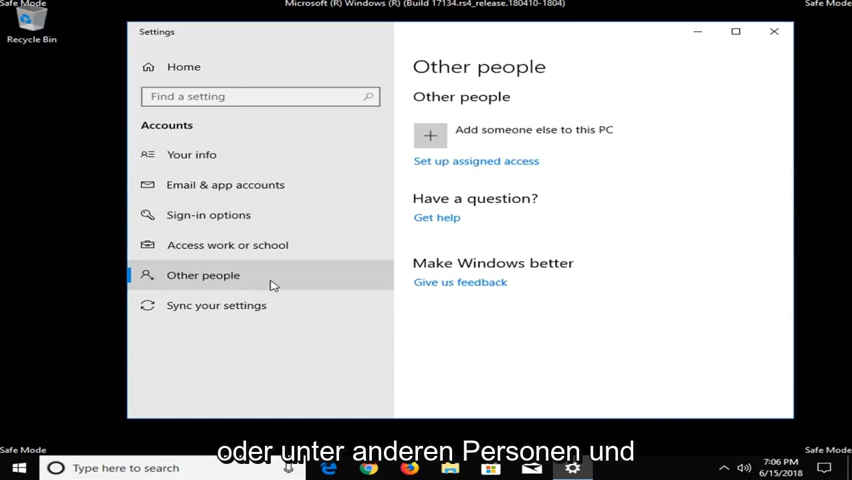 Safe Mode
Microsoft (R) Windows (R) (Build 17134.rs4_release.180410-1804)
Safe Mode
Recycle Bin
Settings
Home
Find a setting
Accounts
Your info
Email & app accounts
Sign-in options
Access work or school
Other people
Sync your settings
Other people
Other people
Add someone else to this PC
Set up assigned access
Have a question?
Get help
Make Windows better
Give us feedback
oder unter anderen Personen und
Safe Mode
Safe Mode
Type here to search
7:06 PM
6/15/2018